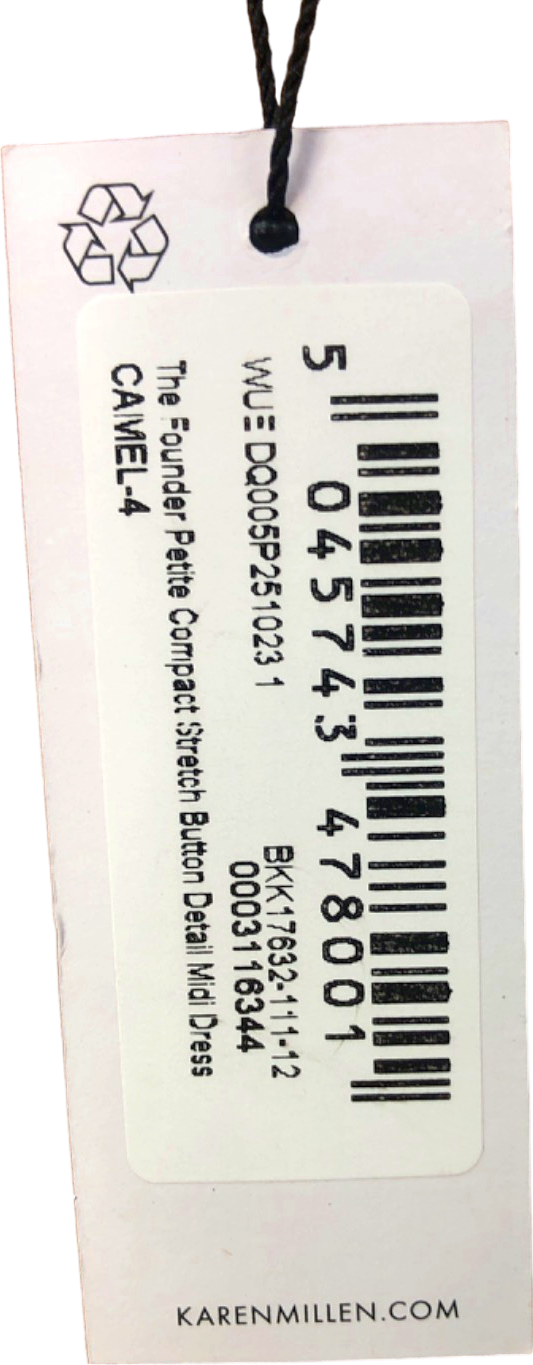 5 045743 478001
WUE DQ005P251023 1
BKK17632-111-12
0003116344
The Founder Petite Compact Stretch Button Detail Midi Dress
CAMEL-4
KARENMILLEN.COM